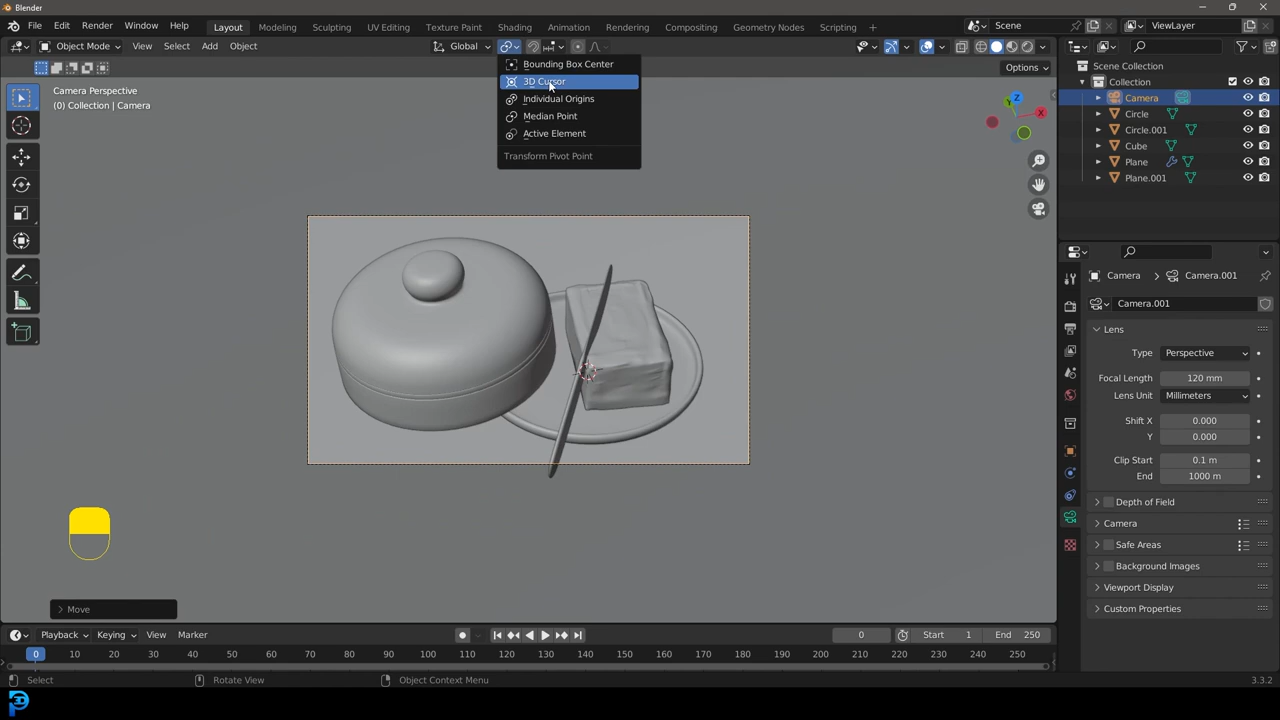 Blender
File Edit Render Window Help Layout Modeling Sculpting UV Editing Texture Paint Shading Animation Rendering Compositing Geometry Nodes Scripting + Scene ViewLayer
Object Mode View Select Add Object Global
Options
Camera Perspective
(0) Collection | Camera
Bounding Box Center
3D Cursor
Individual Origins
Median Point
Active Element
Transform Pivot Point
Z
X
Y
Scene Collection
Collection
Camera
Circle
Circle.001
Cube
Plane
Plane.001
Camera > Camera.001
Camera.001
Lens
Type Perspective
Focal Length 120 mm
Lens Unit Millimeters
Shift X 0.000
Y 0.000
Clip Start 0.1 m
End 1000 m
Depth of Field
Camera
Safe Areas
Background Images
Viewport Display
Custom Properties
Move
Playback Keying View Marker 0 Start 1 End 250
0 10 20 30 40 50 60 70 80 90 100 110 120 130 140 150 160 170 180 190 200 210 220 230 240 250
Select Rotate View Object Context Menu 3.3.2